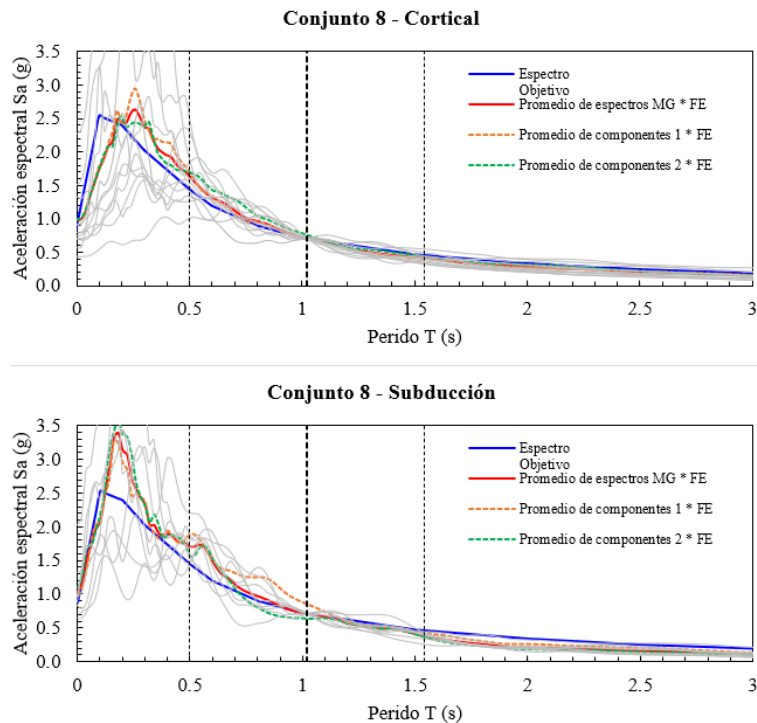 Conjunto 8 - Cortical
Aceleración espectral Sa (g)
3.5
3.0
2.5
2.0
1.5
1.0
0.5
0.0
Espectro
Objetivo
Promedio de espectros MG * FE
Promedio de componentes 1 * FE
Promedio de componentes 2 * FE
0 0.5 1 1.5 2 2.5 3
Perido T (s)
Conjunto 8 - Subducción
Aceleración espectral Sa (g)
3.5
3.0
2.5
2.0
1.5
1.0
0.5
0.0
Espectro
Objetivo
Promedio de espectros MG * FE
Promedio de componentes 1 * FE
Promedio de componentes 2 * FE
0 0.5 1 1.5 2 2.5 3
Perido T (s)